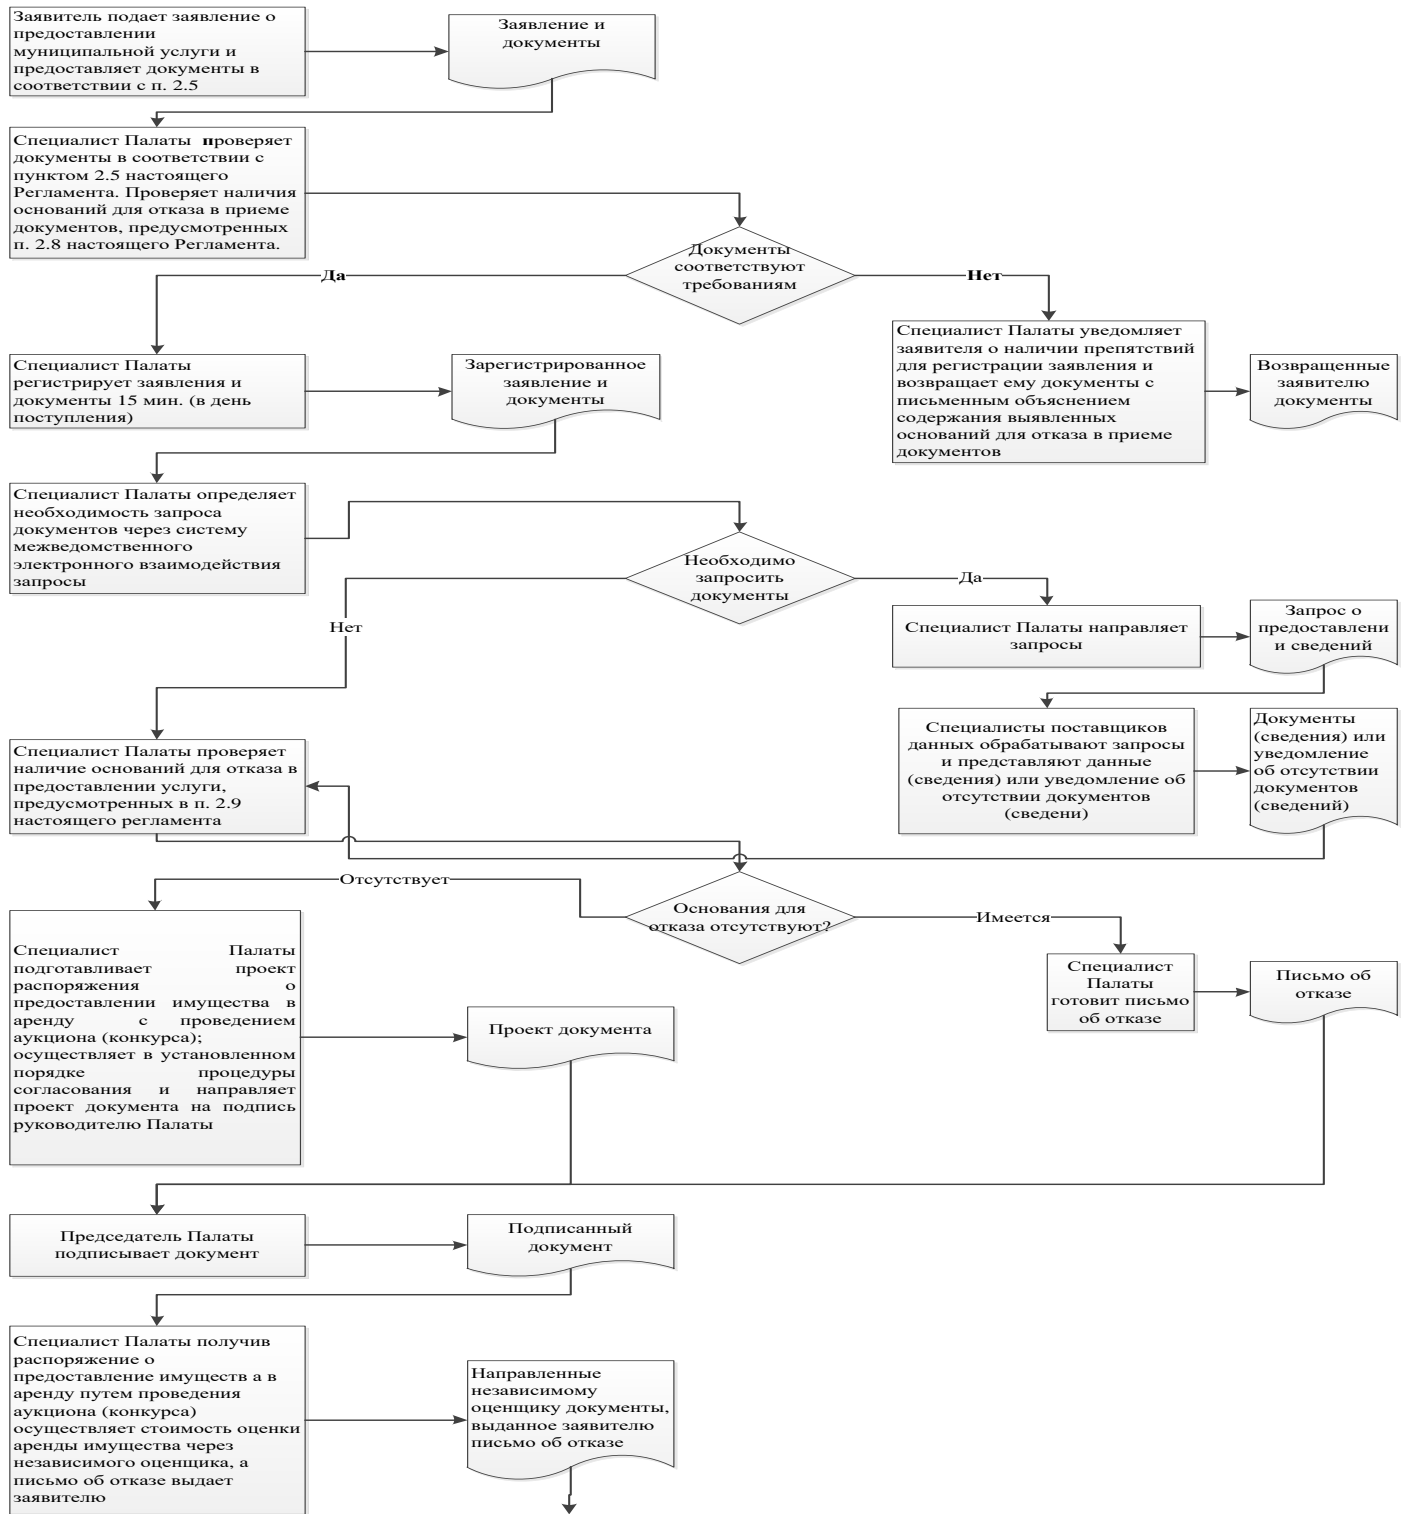 Заявитель подает заявление о
предоставлении
муниципальной услуги и
предоставляет документы в
соответствии с п. 2.5
Заявление и
документы
Специалист Палаты проверяет
документы в соответствии с
пунктом 2.5 настоящего
Регламента. Проверяет наличия
оснований для отказа в приеме
документов, предусмотренных
п. 2.8 настоящего Регламента.
Документы
соответствуют
требованиям
Да
Нет
Специалист Палаты
регистрирует заявления и
документы 15 мин. (в день
поступления)
Зарегистрированное
заявление и
документы
Специалист Палаты уведомляет
заявителя о наличии препятствий
для регистрации заявления и
возвращает ему документы с
письменным объяснением
содержания выявленных
оснований для отказа в приеме
документов
Возвращенные
заявителю
документы
Специалист Палаты определяет
необходимость запроса
документов через систему
межведомственного
электронного взаимодействия
запросы
Необходимо
запросить
документы
Да
Нет
Специалист Палаты направляет
запросы
Запрос о
предоставлени
и сведений
Специалисты поставщиков
данных обрабатывают запросы
и представляют данные
(сведения) или уведомление об
отсутствии документов
(сведени)
Документы
(сведения) или
уведомление
об отсутствии
документов
(сведений)
Специалист Палаты проверяет
наличие оснований для отказа в
предоставлении услуги,
предусмотренных в п. 2.9
настоящего регламента
Основания для
отказа отсутствуют?
Отсутствует
Имеется
Специалист Палаты
подготавливает проект
распоряжения о
предоставлении имущества в
аренду с проведением
аукциона (конкурса);
осуществляет в установленном
порядке процедуры
согласования и направляет
проект документа на подпись
руководителю Палаты
Проект документа
Специалист
Палаты
готовит письмо
об отказе
Письмо об
отказе
Председатель Палаты
подписывает документ
Подписанный
документ
Специалист Палаты получив
распоряжение о
предоставление имуществ а в
аренду путем проведения
аукциона (конкурса)
осуществляет стоимость оценки
аренды имущества через
независимого оценщика, а
письмо об отказе выдает
заявителю
Направленные
независимому
оценщику документы,
выданное заявителю
письмо об отказе